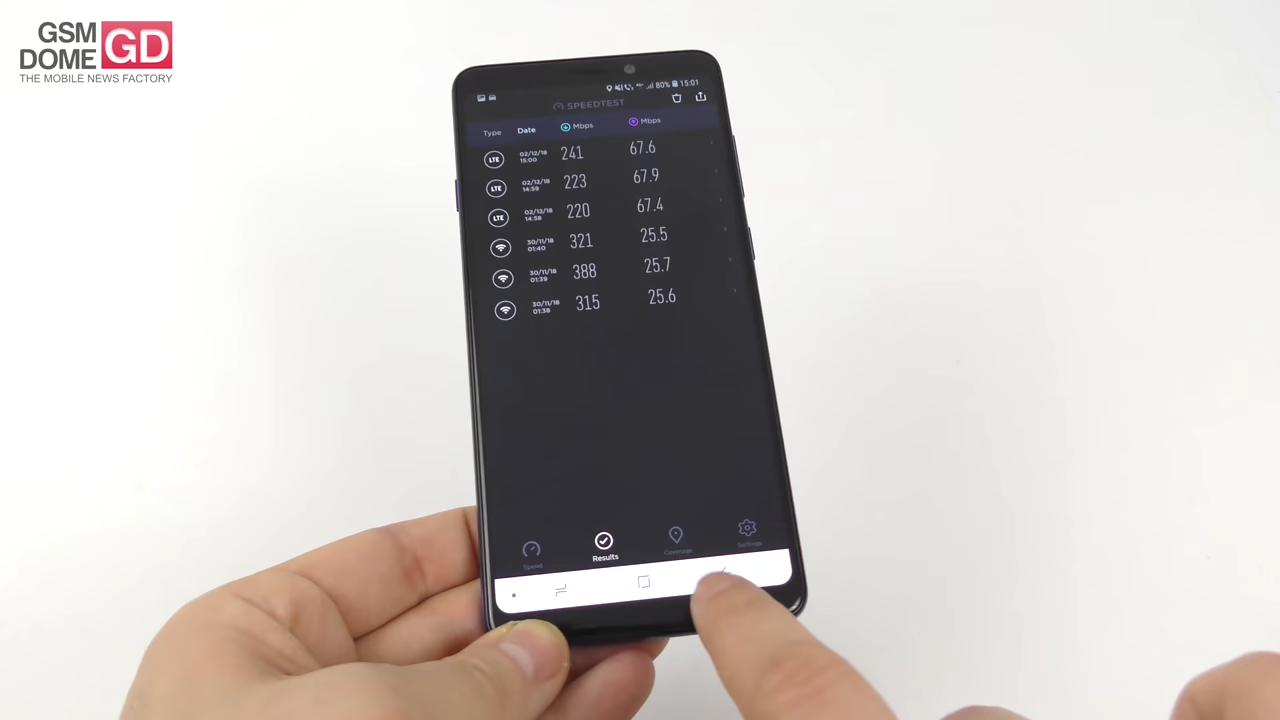 GSM
DOME GD
THE MOBILE NEWS FACTORY
80% 15:01
SPEEDTEST
Type Date Mbps Mbps
LTE 02/12/18 15:00 241 67.6
LTE 02/12/18 14:59 223 67.9
LTE 02/12/18 14:58 220 67.4
30/11/18 01:40 321 25.5
30/11/18 01:39 388 25.7
30/11/18 01:38 315 25.6
Speed Results Coverage Settings